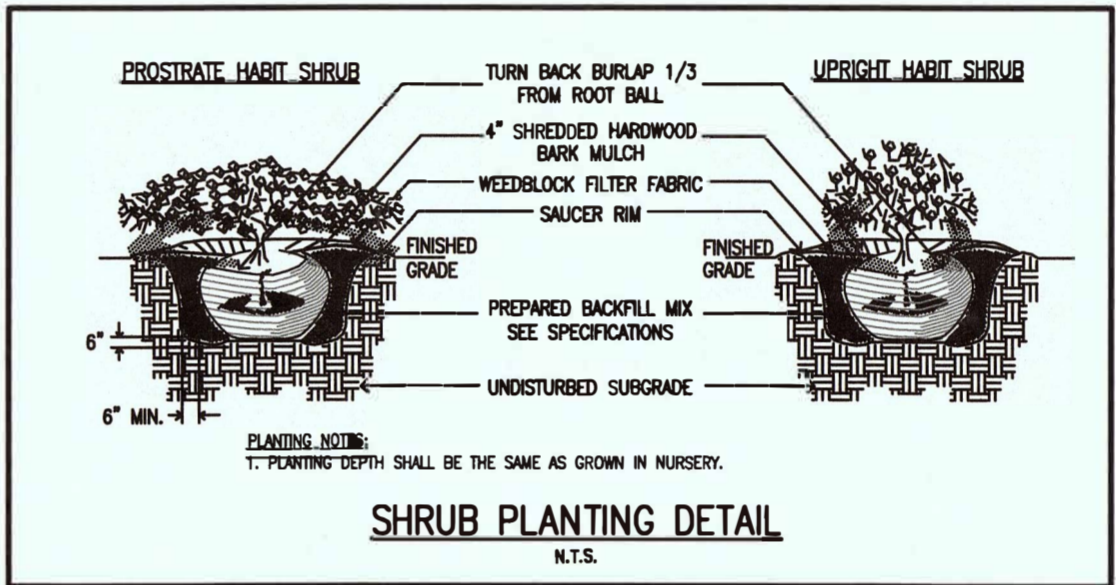 PROSTRATE HABIT SHRUB
UPRIGHT HABIT SHRUB
TURN BACK BURLAP 1/3
FROM ROOT BALL
4" SHREDDED HARDWOOD
BARK MULCH
WEEDBLOCK FILTER FABRIC
SAUCER RIM
FINISHED
GRADE
FINISHED
GRADE
PREPARED BACKFILL MIX
SEE SPECIFICATIONS
6"
UNDISTURBED SUBGRADE
6" MIN.
PLANTING NOTES:
1. PLANTING DEPTH SHALL BE THE SAME AS GROWN IN NURSERY.
SHRUB PLANTING DETAIL
N.T.S.